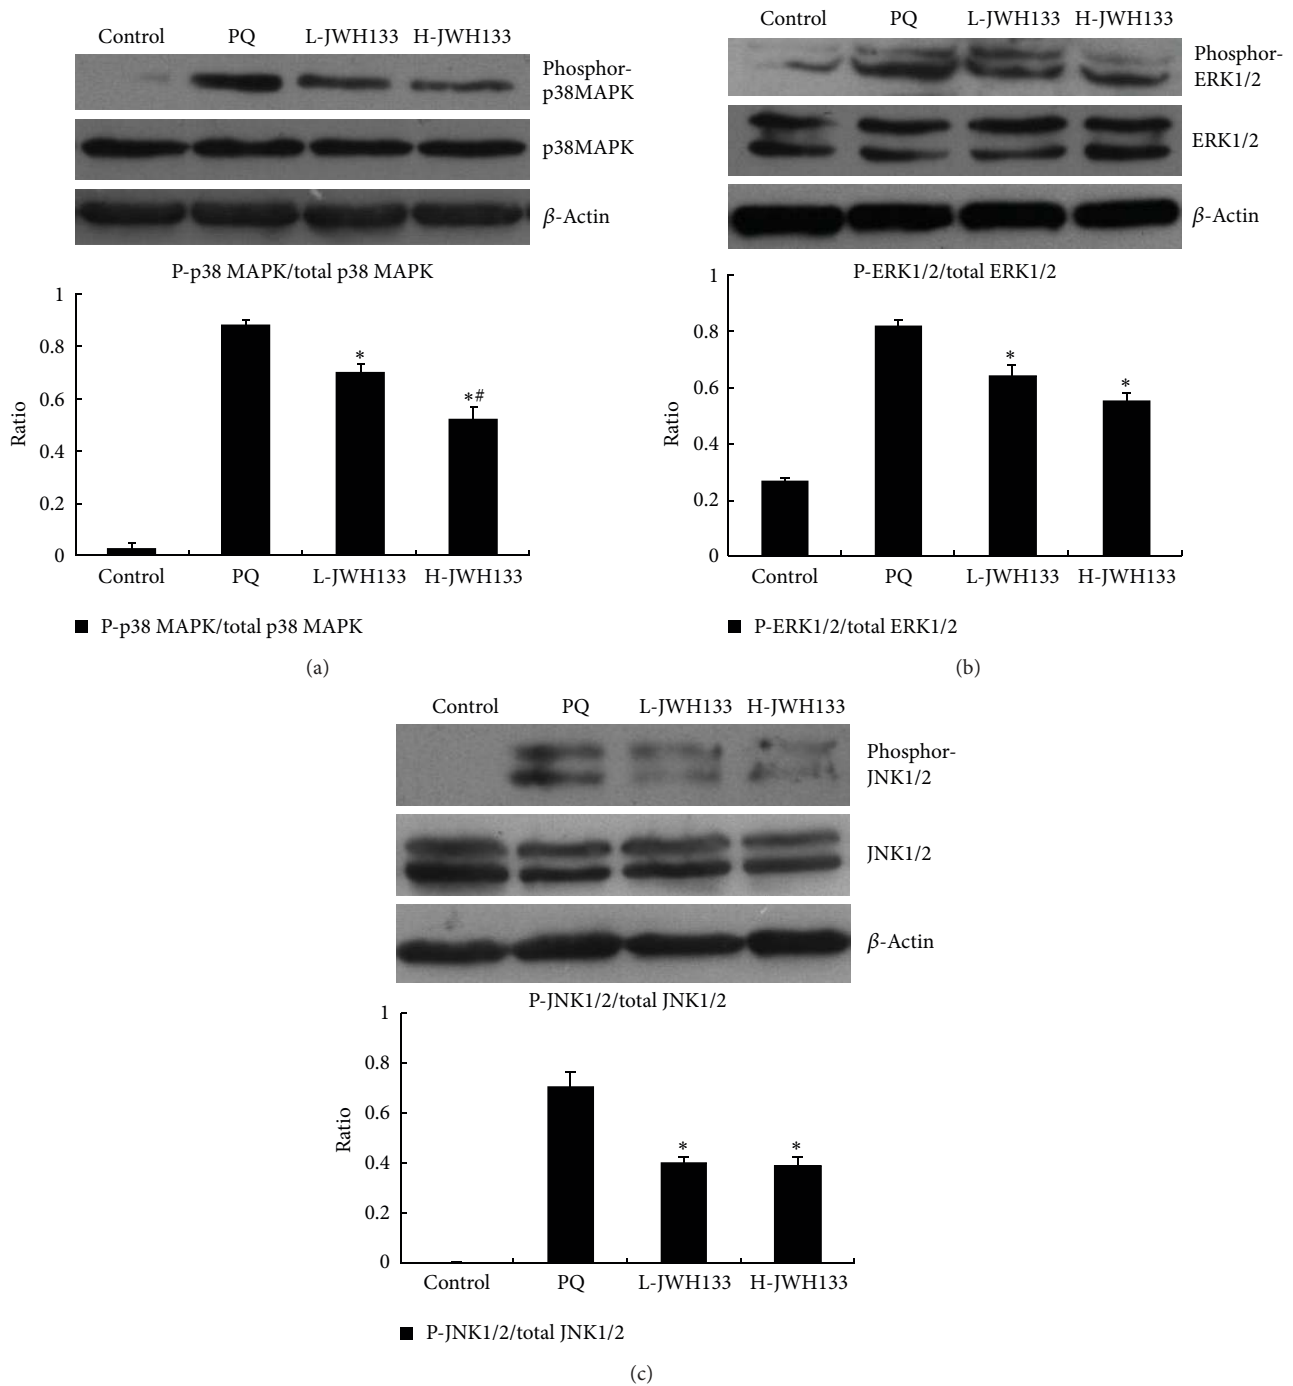 Control PQ L-JWH133 H-JWH133
Phosphor-
p38MAPK
p38MAPK
β-Actin
P-p38 MAPK/total p38 MAPK
1
0.8
0.6
0.4
0.2
0
Ratio
*
*#
Control PQ L-JWH133 H-JWH133
P-p38 MAPK/total p38 MAPK
(a)
Control PQ L-JWH133 H-JWH133
Phosphor-
ERK1/2
ERK1/2
β-Actin
P-ERK1/2/total ERK1/2
1
0.8
0.6
0.4
0.2
0
Ratio
*
*
Control PQ L-JWH133 H-JWH133
P-ERK1/2/total ERK1/2
(b)
Control PQ L-JWH133 H-JWH133
Phosphor-
JNK1/2
JNK1/2
β-Actin
P-JNK1/2/total JNK1/2
1
0.8
0.6
0.4
0.2
0
Ratio
*
*
Control PQ L-JWH133 H-JWH133
P-JNK1/2/total JNK1/2
(c)